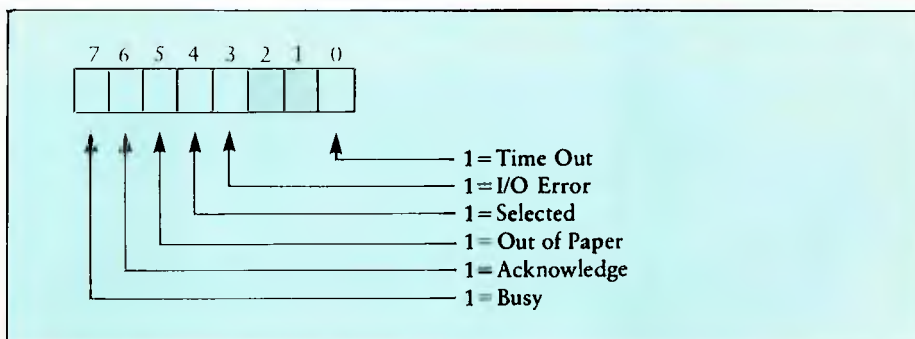 7 6 5 4 3 2 1 0
1=Time Out
1=I/O Error
1=Selected
1=Out of Paper
1=Acknowledge
1=Busy